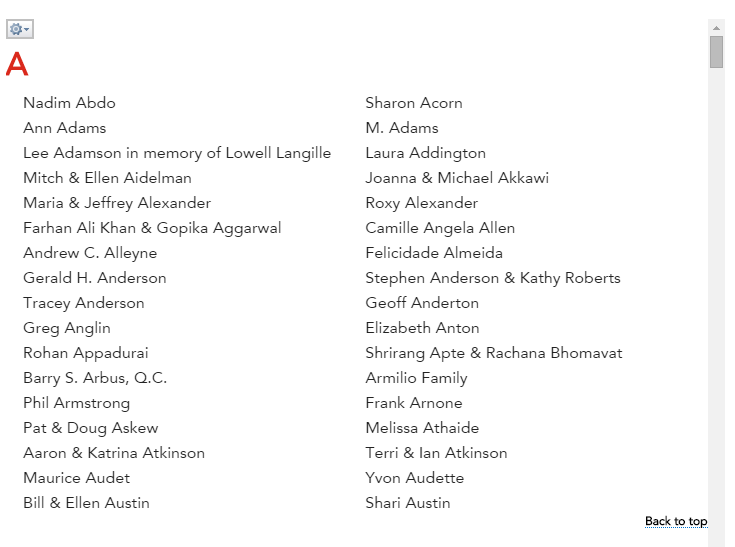 A
Nadim Abdo
Sharon Acorn
Ann Adams
M. Adams
Lee Adamson in memory of Lowell Langille
Laura Addington
Mitch & Ellen Aidelman
Joanna & Michael Akkawi
Maria & Jeffrey Alexander
Roxy Alexander
Farhan Ali Khan & Gopika Aggarwal
Camille Angela Allen
Andrew C. Alleyne
Felicidade Almeida
Gerald H. Anderson
Stephen Anderson & Kathy Roberts
Tracey Anderson
Geoff Anderton
Greg Anglin
Elizabeth Anton
Rohan Appadurai
Shrirang Apte & Rachana Bhomavat
Barry S. Arbus, Q.C.
Armilio Family
Phil Armstrong
Frank Arnone
Pat & Doug Askew
Melissa Athaide
Aaron & Katrina Atkinson
Terri & Ian Atkinson
Maurice Audet
Yvon Audette
Bill & Ellen Austin
Shari Austin
Back to top